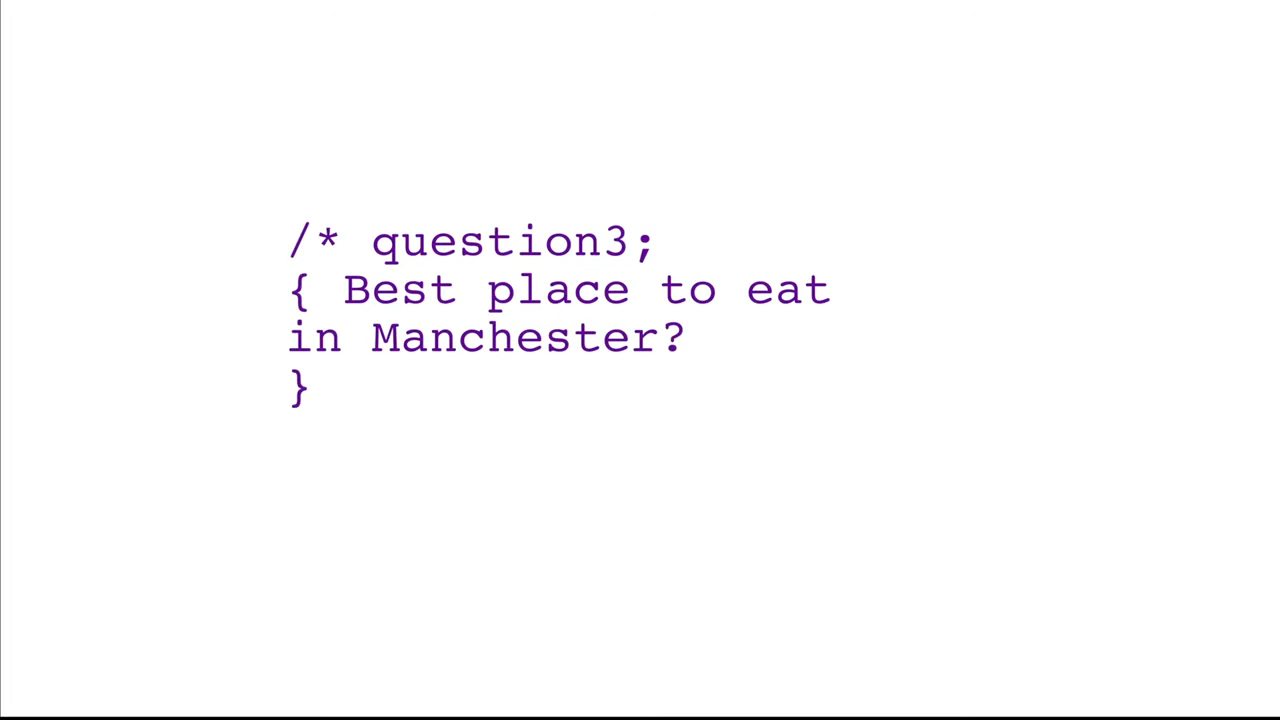 /* question3;
{ Best place to eat
in Manchester?
}